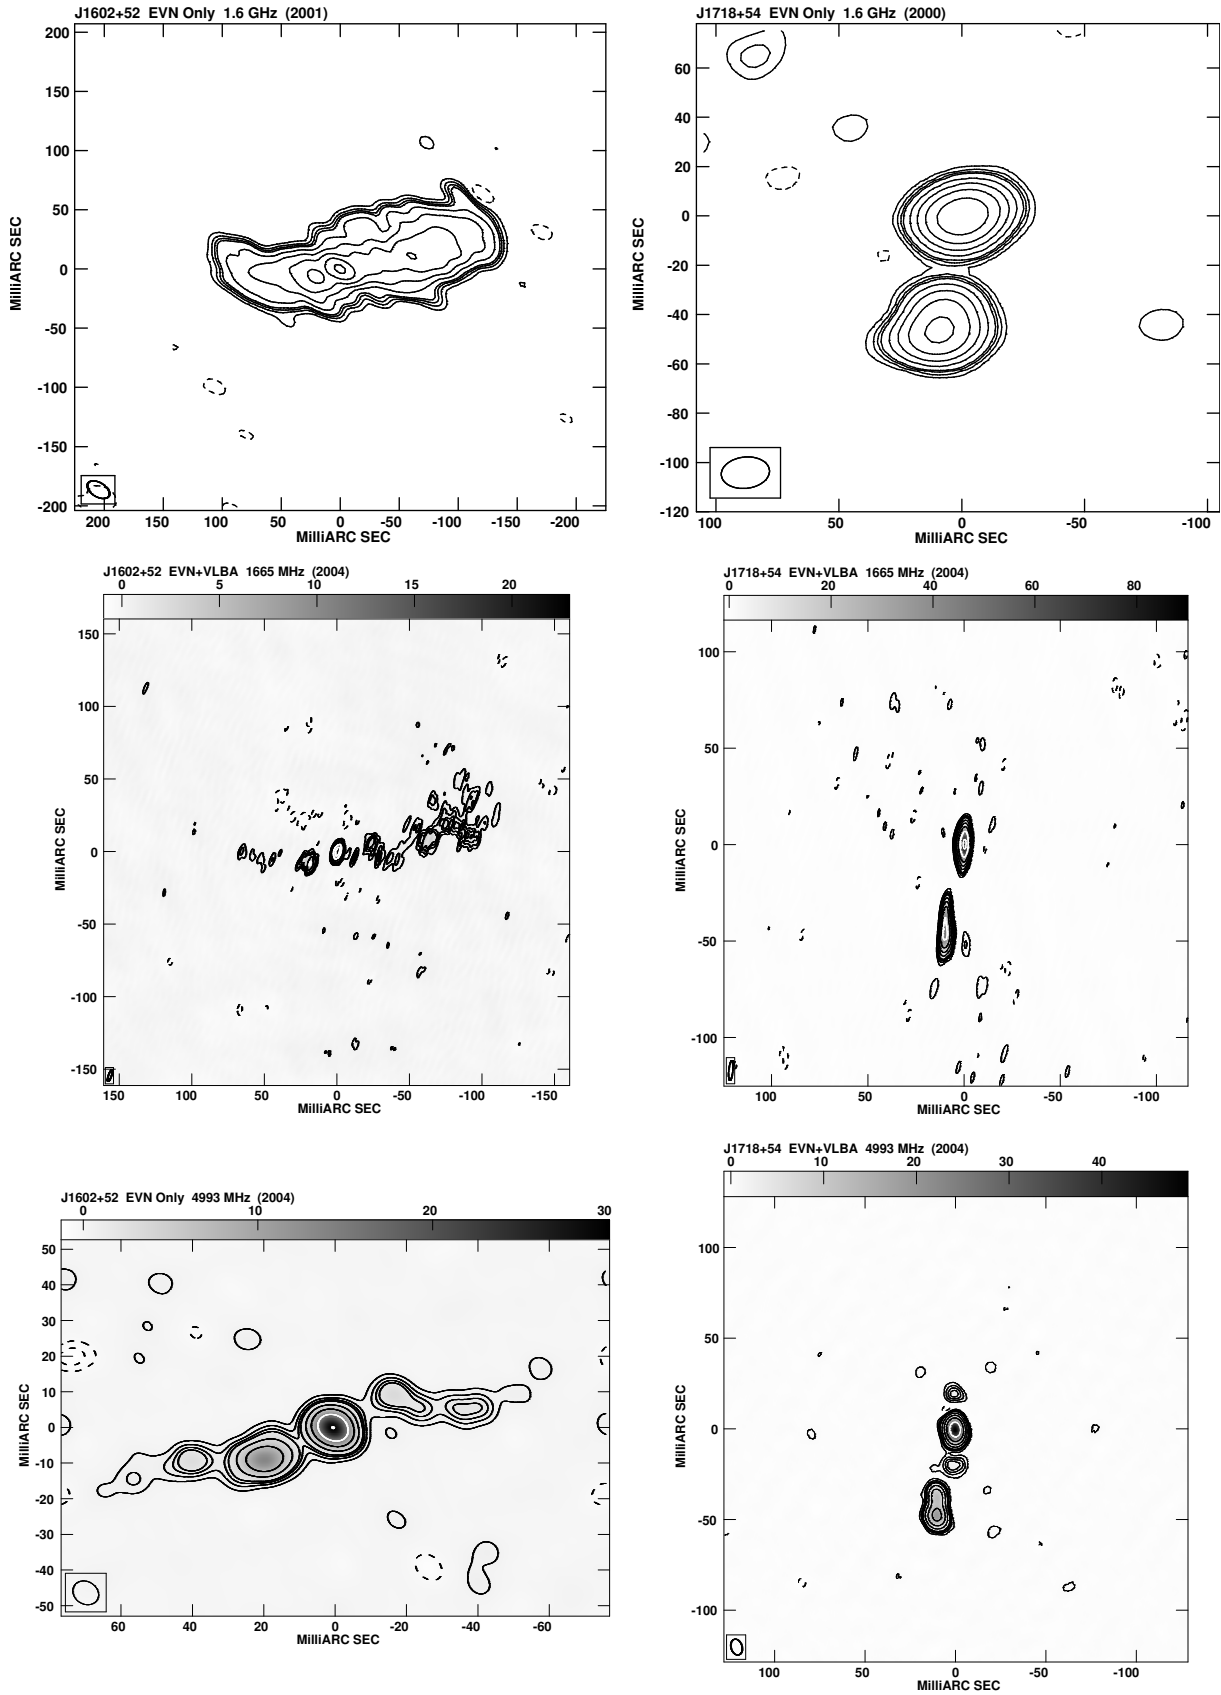 J1602+52 EVN Only 1.6 GHz (2001)
200
150
100
50
0
-50
-100
-150
-200
MilliARC SEC
200 150 100 50 0 -50 -100 -150 -200
MilliARC SEC
J1718+54 EVN Only 1.6 GHz (2000)
60
40
20
0
-20
-40
-60
-80
-100
-120
MilliARC SEC
100 50 0 -50 -100
MilliARC SEC
J1602+52 EVN+VLBA 1665 MHz (2004)
0 5 10 15 20
150
100
50
0
-50
-100
-150
MilliARC SEC
150 100 50 0 -50 -100 -150
MilliARC SEC
J1718+54 EVN+VLBA 1665 MHz (2004)
0 20 40 60 80
100
50
0
-50
-100
MilliARC SEC
100 50 0 -50 -100
MilliARC SEC
J1602+52 EVN Only 4993 MHz (2004)
0 10 20 30
50
40
30
20
10
0
-10
-20
-30
-40
-50
MilliARC SEC
60 40 20 0 -20 -40 -60
MilliARC SEC
J1718+54 EVN+VLBA 4993 MHz (2004)
0 10 20 30 40
100
50
0
-50
-100
MilliARC SEC
100 50 0 -50 -100
MilliARC SEC